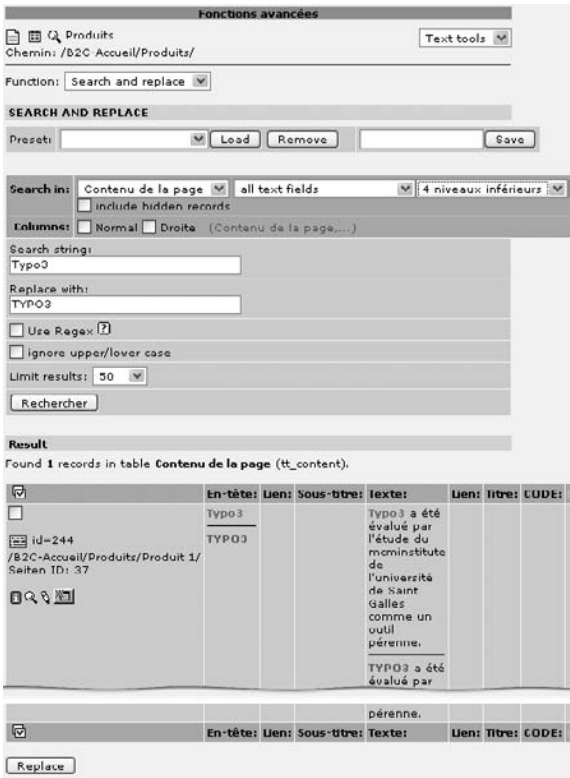 Fonctions avancées
Produits
Text tools
Chemin: /B2C-Accueil/Produits/
Function: Search and replace
SEARCH AND REPLACE
Preset: Load Remove Save
Search in: Contenu de la page all text fields 4 niveaux inférieurs
include hidden records
Columns: Normal Droite (Contenu de la page,...)
Search string:
Typo3
Replace with:
TYPO3
Use Regex ?
ignore upper/lower case
Limit results: 50
Rechercher
Result
Found 1 records in table Contenu de la page (tt_content).
En-tête: Lien: Sous-titre: Texte: Lien: Titre: CODE:
id=244
/B2C-Accueil/Produits/Produit 1/
Seiten ID: 37
Typo3
TYPO3
Typo3 a été
évalué par
l'étude du
mcminstitute
de
l'université
de Saint
Galles
comme un
outil
pérenne.
TYPO3 a été
évalué par
pérenne.
En-tête: Lien: Sous-titre: Texte: Lien: Titre: CODE:
Replace